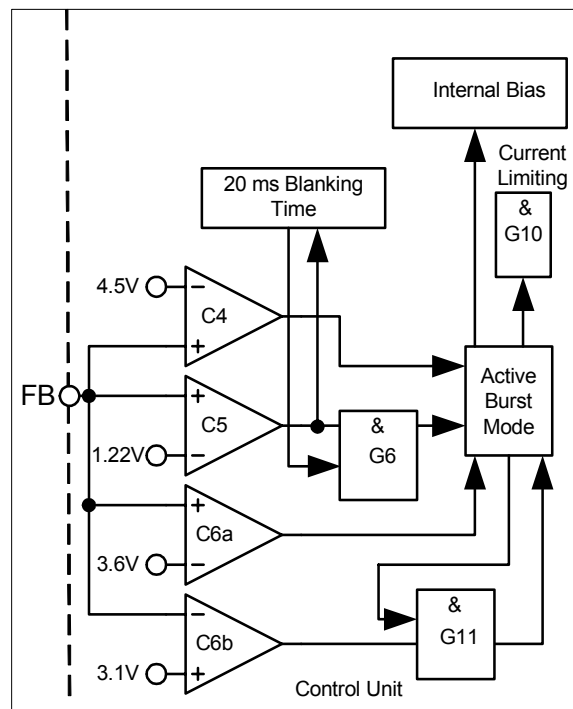 Internal Bias
Current
Limiting
20 ms Blanking
Time
&
G10
4.5V
-
C4
+
FB
+
C5
-
1.22V
&
G6
Active
Burst
Mode
+
C6a
-
3.6V
-
C6b
+
3.1V
&
G11
Control Unit